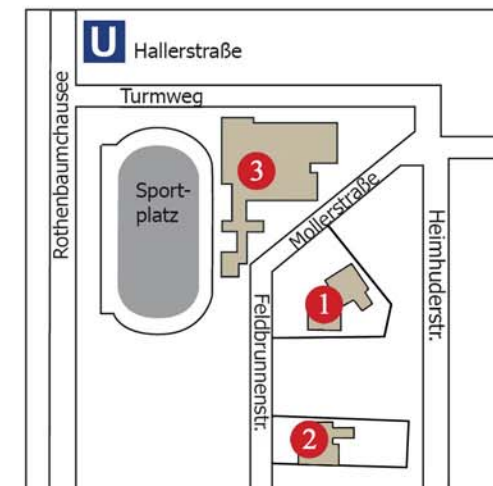 U Hallerstraße
Turmweg
Rothenbaumchausee
Sport-
platz
3
Mollerstraße
Heimhuderstr.
1
Feldbrunnenstr.
2